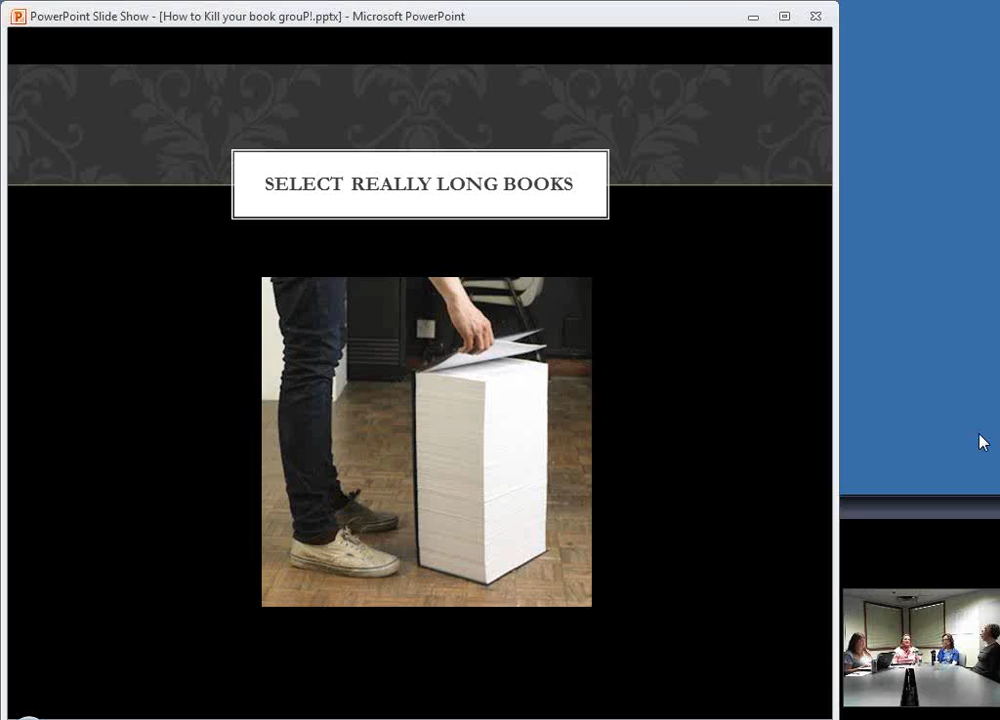 PowerPoint Slide Show - [How to Kill your book grouP!.pptx] - Microsoft PowerPoint
SELECT REALLY LONG BOOKS